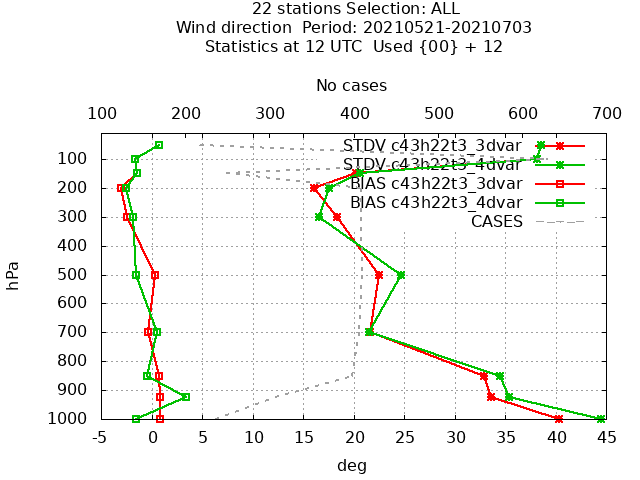 22 stations Selection: ALL
Wind direction  Period: 20210521-20210703
Statistics at 12 UTC  Used {00} + 12
No cases
100 200 300 400 500 600 700
STDV c43h22t3_3dvar
STDV c43h22t3_4dvar
BIAS c43h22t3_3dvar
BIAS c43h22t3_4dvar
CASES
hPa
100
200
300
400
500
600
700
800
900
1000
-5 0 5 10 15 20 25 30 35 40 45
deg